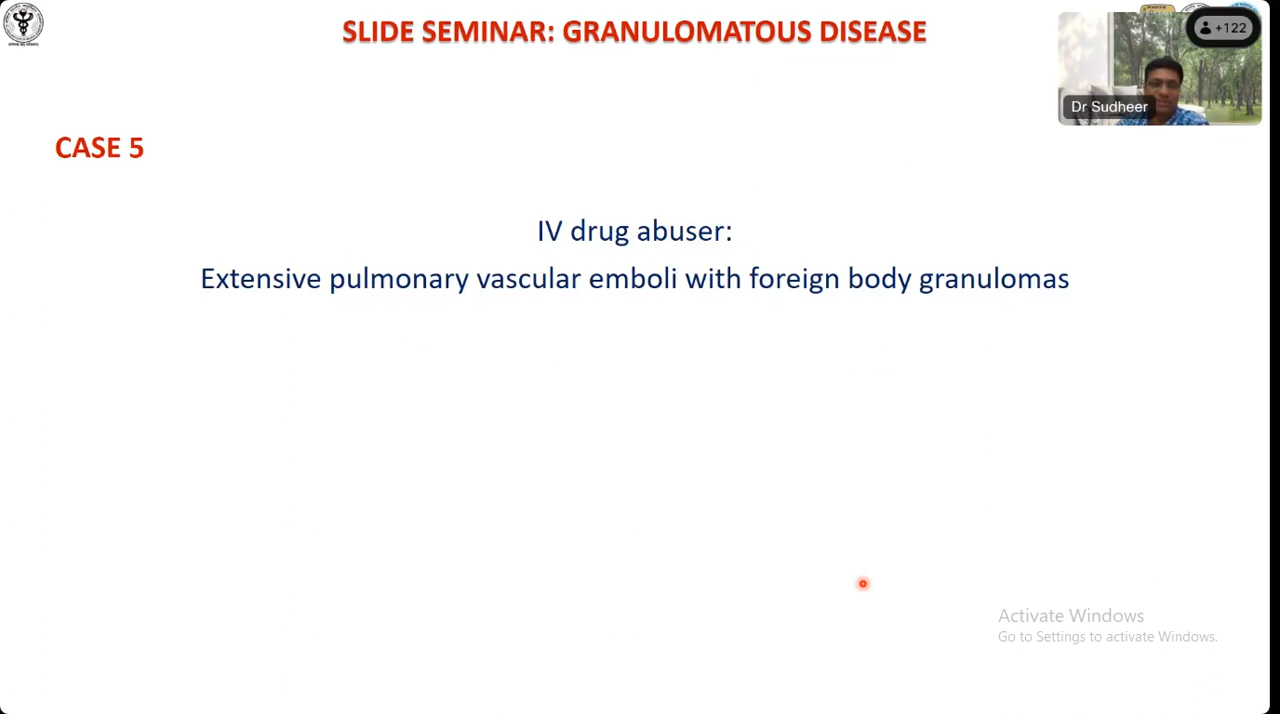 SLIDE SEMINAR: GRANULOMATOUS DISEASE
+122
Dr Sudheer
CASE 5
IV drug abuser:
Extensive pulmonary vascular emboli with foreign body granulomas
Activate Windows
Go to Settings to activate Windows.